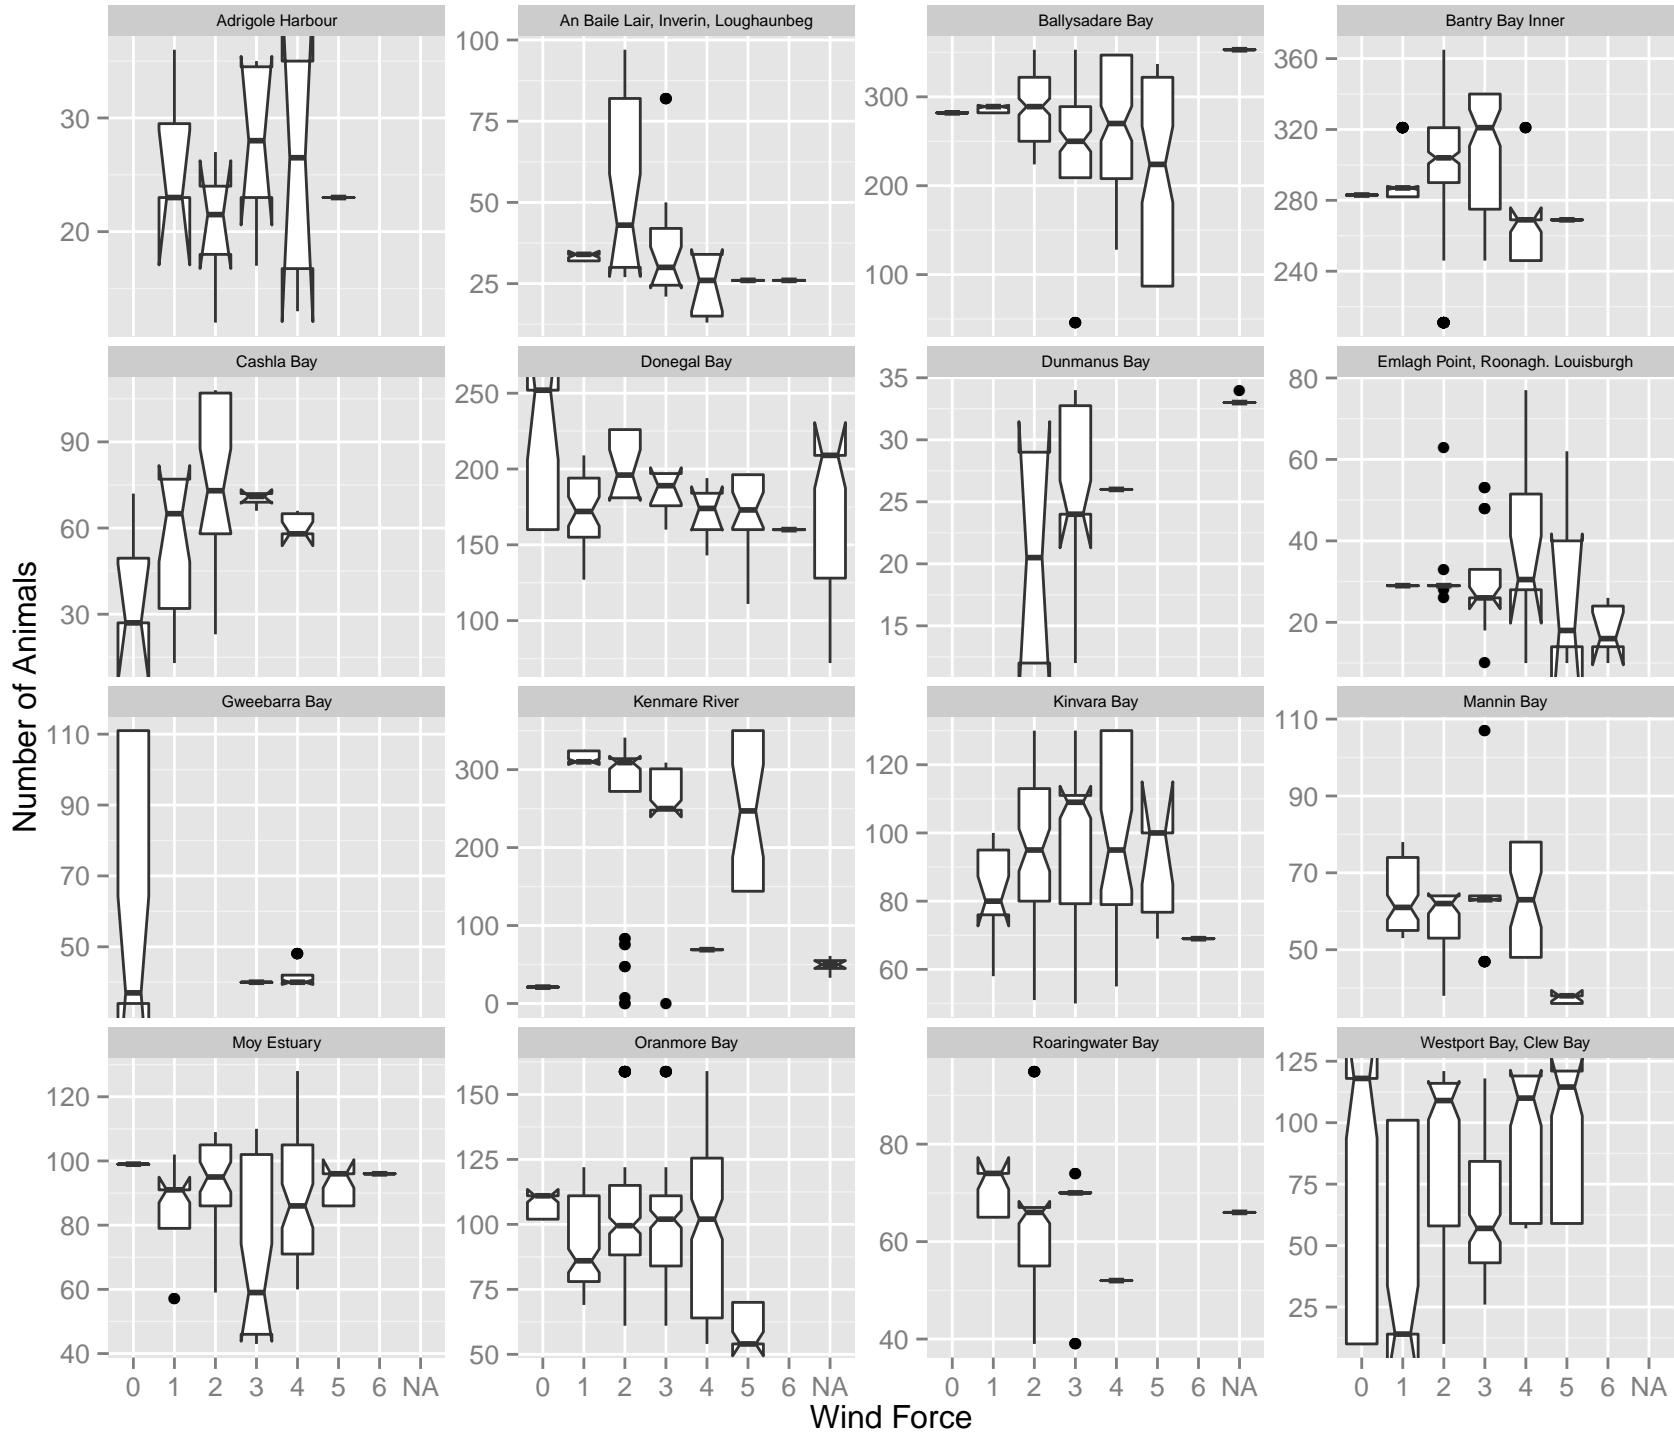 Adrigole Harbour
An Baile Lair, Inverin, Loughaunbeg
Ballysadare Bay
Bantry Bay Inner
30
20
100
75
50
25
300
200
100
360
320
280
240
Cashla Bay
Donegal Bay
Dunmanus Bay
Emlagh Point, Roonagh. Louisburgh
90
60
30
250
200
150
100
35
30
25
20
15
80
60
40
20
Number of Animals
Gweebarra Bay
Kenmare River
Kinvara Bay
Mannin Bay
110
90
70
50
300
200
100
0
120
100
80
60
110
90
70
50
Moy Estuary
Oranmore Bay
Roaringwater Bay
Westport Bay, Clew Bay
120
100
80
60
40
150
125
100
75
50
80
60
40
125
100
75
50
25
0 1 2 3 4 5 6 NA
0 1 2 3 4 5 6 NA
0 1 2 3 4 5 6 NA
0 1 2 3 4 5 6 NA
Wind Force